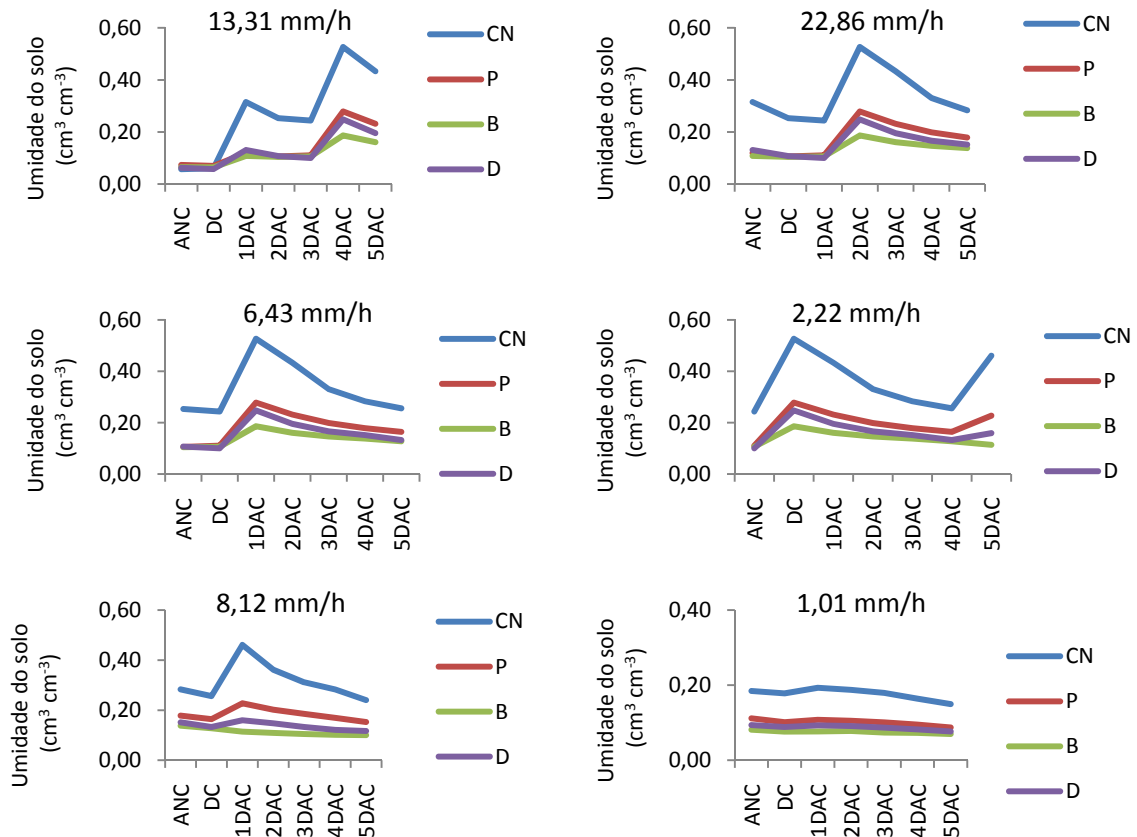 13,31 mm/h
Umidade do solo
(cm³ cm⁻³)
0,60
0,40
0,20
0,00
ANC
DC
1DAC
2DAC
3DAC
4DAC
5DAC
CN
P
B
D
22,86 mm/h
Umidade do solo
(cm³ cm⁻³)
0,60
0,40
0,20
0,00
ANC
DC
1DAC
2DAC
3DAC
4DAC
5DAC
CN
P
B
D
6,43 mm/h
Umidade do solo
(cm³ cm⁻³)
0,60
0,40
0,20
0,00
ANC
DC
1DAC
2DAC
3DAC
4DAC
5DAC
CN
P
B
D
2,22 mm/h
Umidade do solo
(cm³ cm⁻³)
0,60
0,40
0,20
0,00
ANC
DC
1DAC
2DAC
3DAC
4DAC
5DAC
CN
P
B
D
8,12 mm/h
Umidade do solo
(cm³ cm⁻³)
0,60
0,40
0,20
0,00
ANC
DC
1DAC
2DAC
3DAC
4DAC
5DAC
CN
P
B
D
1,01 mm/h
Umidade do solo
(cm³ cm⁻³)
0,40
0,20
0,00
ANC
DC
1DAC
2DAC
3DAC
4DAC
5DAC
CN
P
B
D